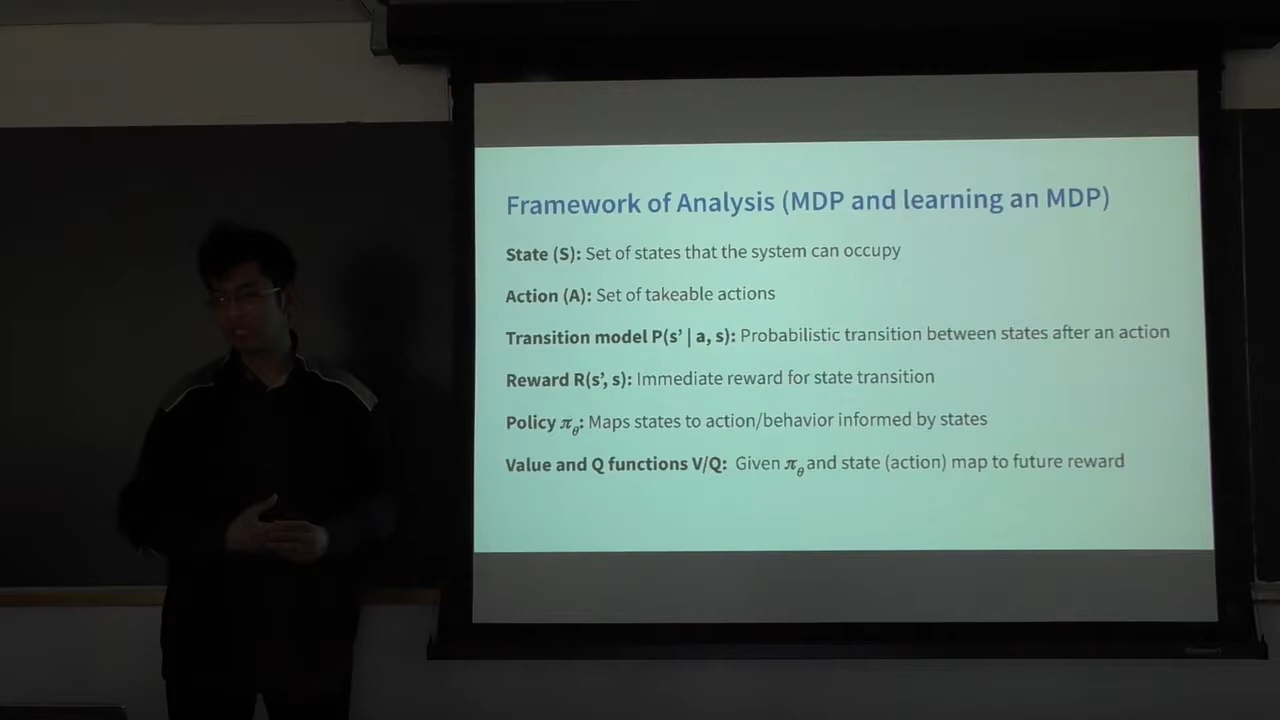 Framework of Analysis (MDP and learning an MDP)
State (S): Set of states that the system can occupy
Action (A): Set of takeable actions
Transition model P(s’ | a, s): Probabilistic transition between states after an action
Reward R(s’, s): Immediate reward for state transition
Policy π_θ: Maps states to action/behavior informed by states
Value and Q functions V/Q: Given π_θ and state (action) map to future reward